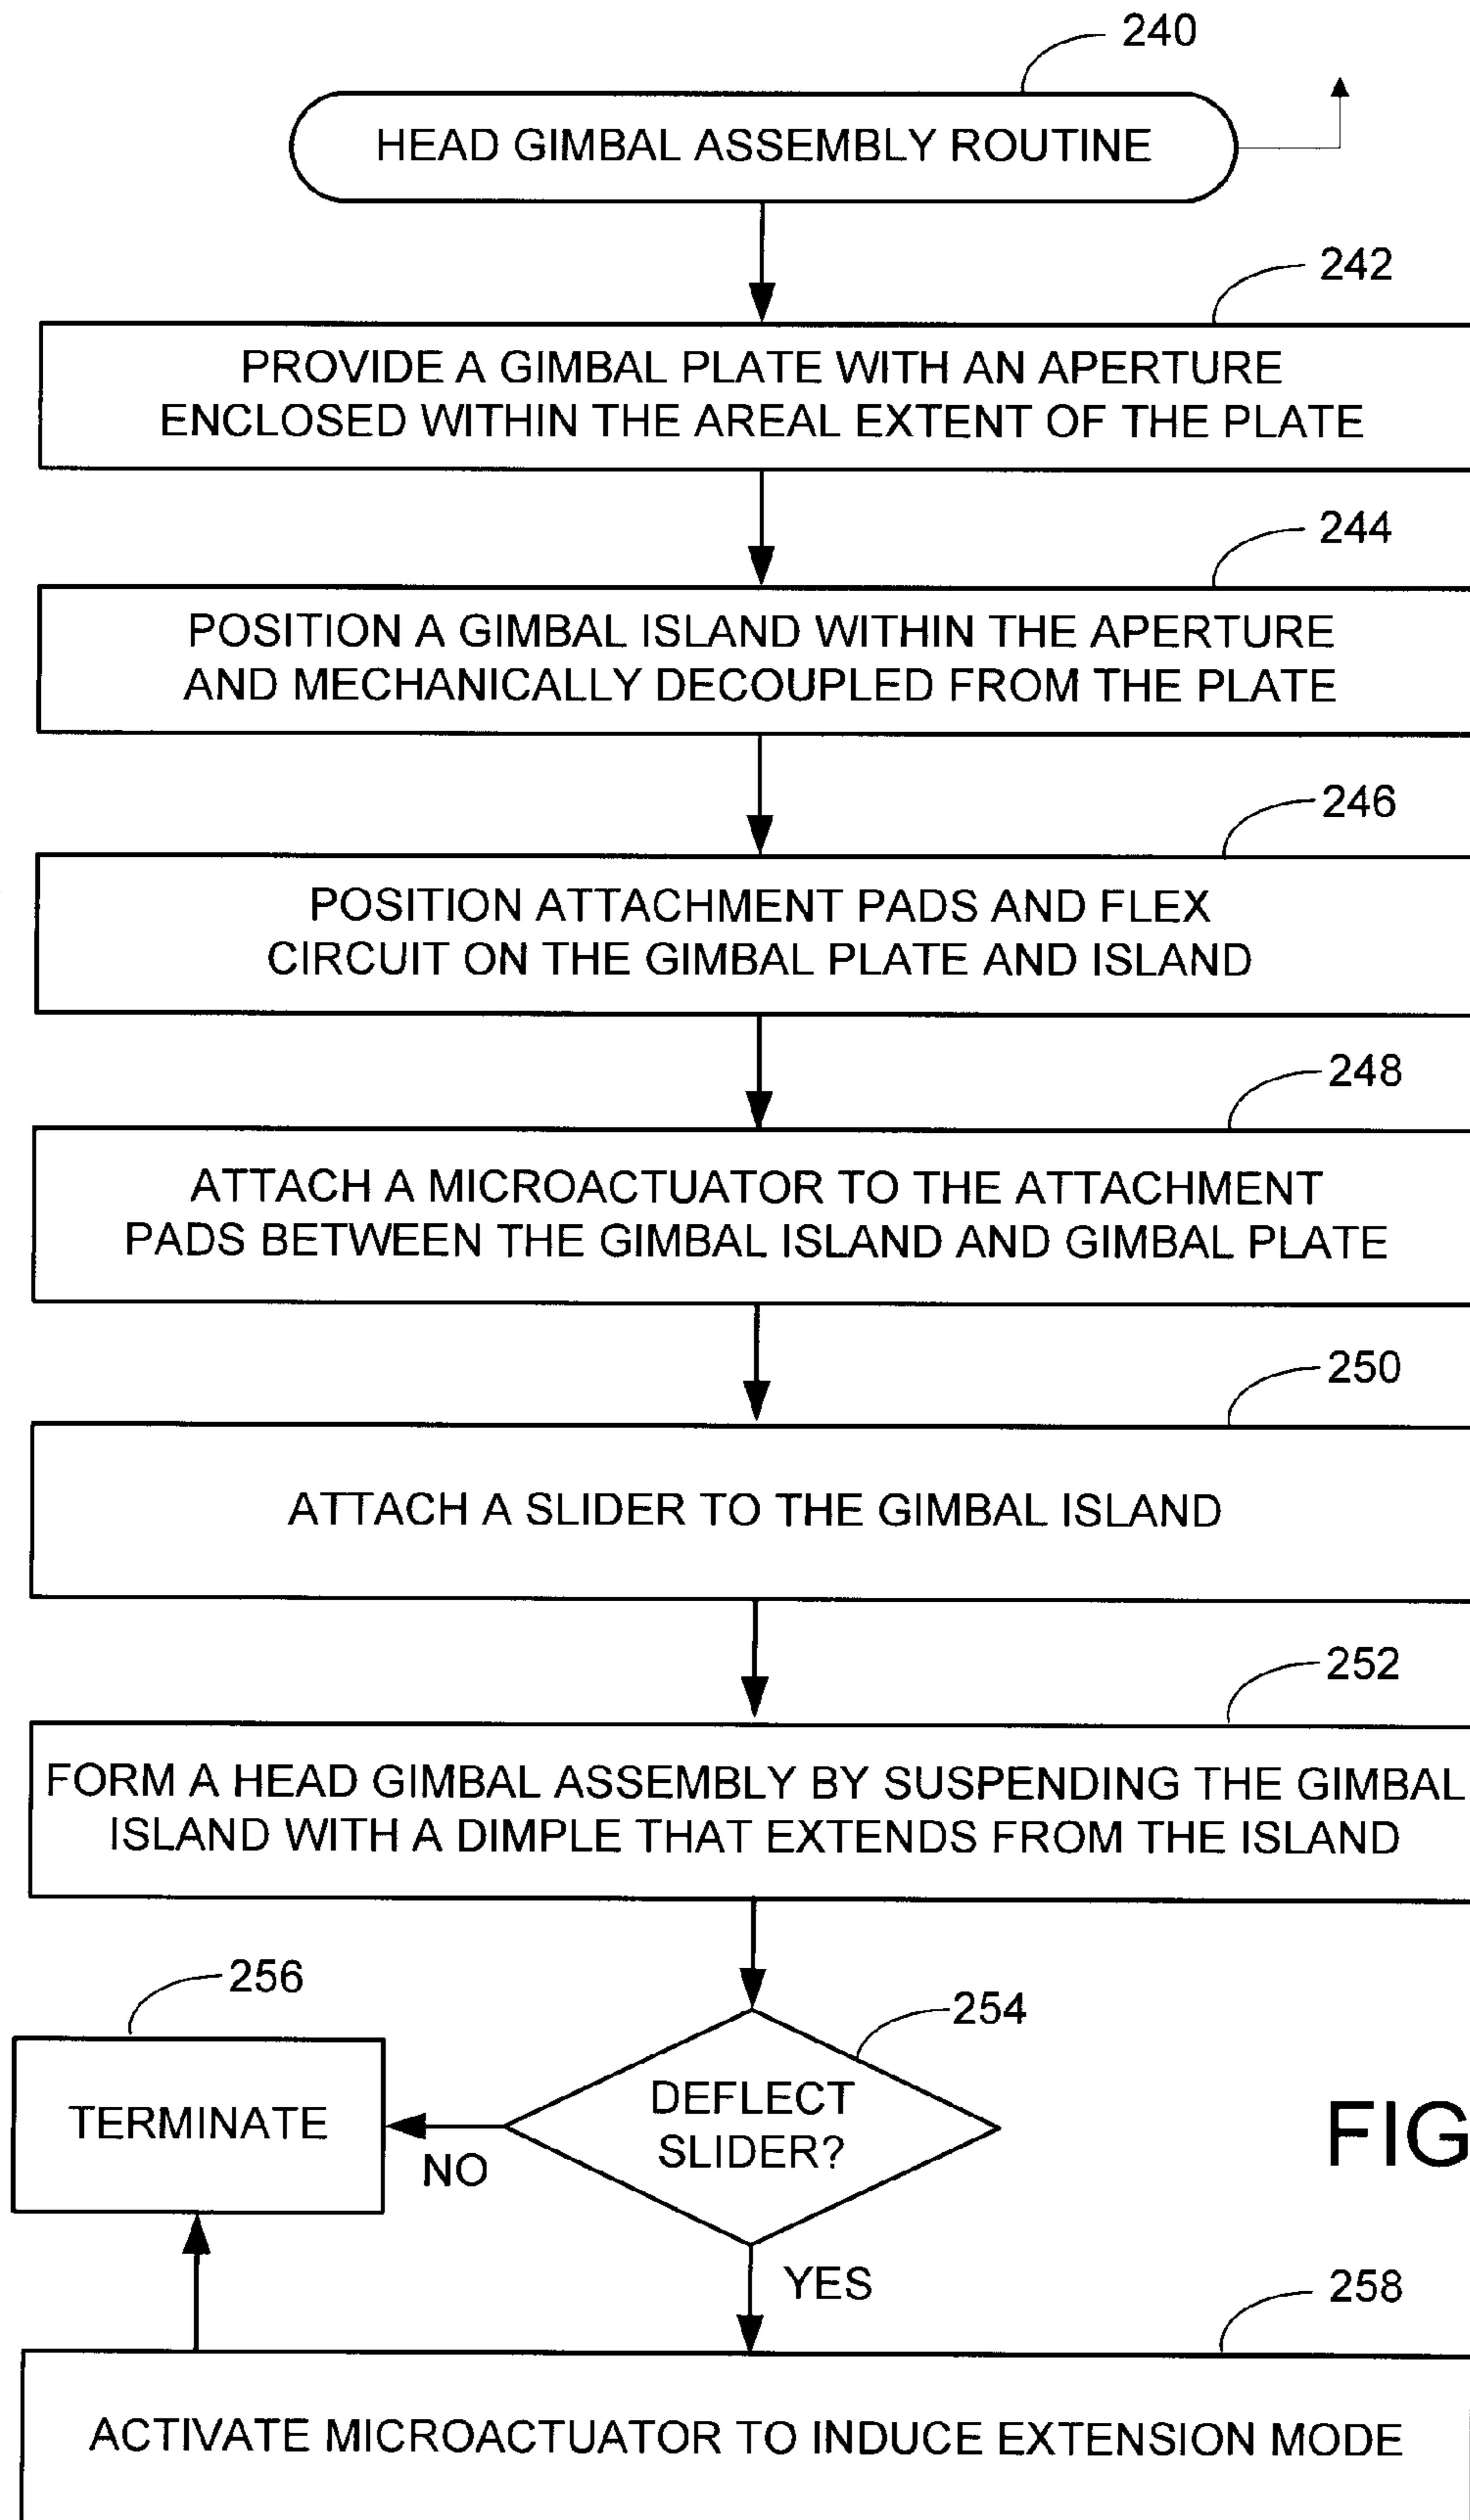 240
HEAD GIMBAL ASSEMBLY ROUTINE
242
PROVIDE A GIMBAL PLATE WITH AN APERTURE
ENCLOSED WITHIN THE AREAL EXTENT OF THE PLATE
244
POSITION A GIMBAL ISLAND WITHIN THE APERTURE
AND MECHANICALLY DECOUPLED FROM THE PLATE
246
POSITION ATTACHMENT PADS AND FLEX
CIRCUIT ON THE GIMBAL PLATE AND ISLAND
248
ATTACH A MICROACTUATOR TO THE ATTACHMENT
PADS BETWEEN THE GIMBAL ISLAND AND GIMBAL PLATE
250
ATTACH A SLIDER TO THE GIMBAL ISLAND
252
FORM A HEAD GIMBAL ASSEMBLY BY SUSPENDING THE GIMBAL
ISLAND WITH A DIMPLE THAT EXTENDS FROM THE ISLAND
256
254
TERMINATE
DEFLECT
SLIDER?
NO
FIG
YES
258
ACTIVATE MICROACTUATOR TO INDUCE EXTENSION MODE